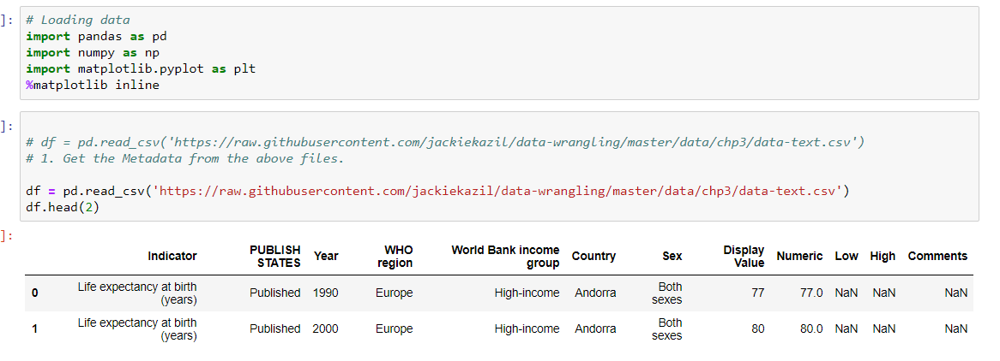 ]: # Loading data
import pandas as pd
import numpy as np
import matplotlib.pyplot as plt
%matplotlib inline
]:
# df = pd.read_csv('https://raw.githubusercontent.com/jackiekazil/data-wrangling/master/data/chp3/data-text.csv')
# 1. Get the Metadata from the above files.
df = pd.read_csv('https://raw.githubusercontent.com/jackiekazil/data-wrangling/master/data/chp3/data-text.csv')
df.head(2)
]:
Indicator PUBLISH STATES Year WHO region World Bank income group Country Sex Display Value Numeric Low High Comments
0 Life expectancy at birth (years) Published 1990 Europe High-income Andorra Both sexes 77 77.0 NaN NaN NaN
1 Life expectancy at birth (years) Published 2000 Europe High-income Andorra Both sexes 80 80.0 NaN NaN NaN